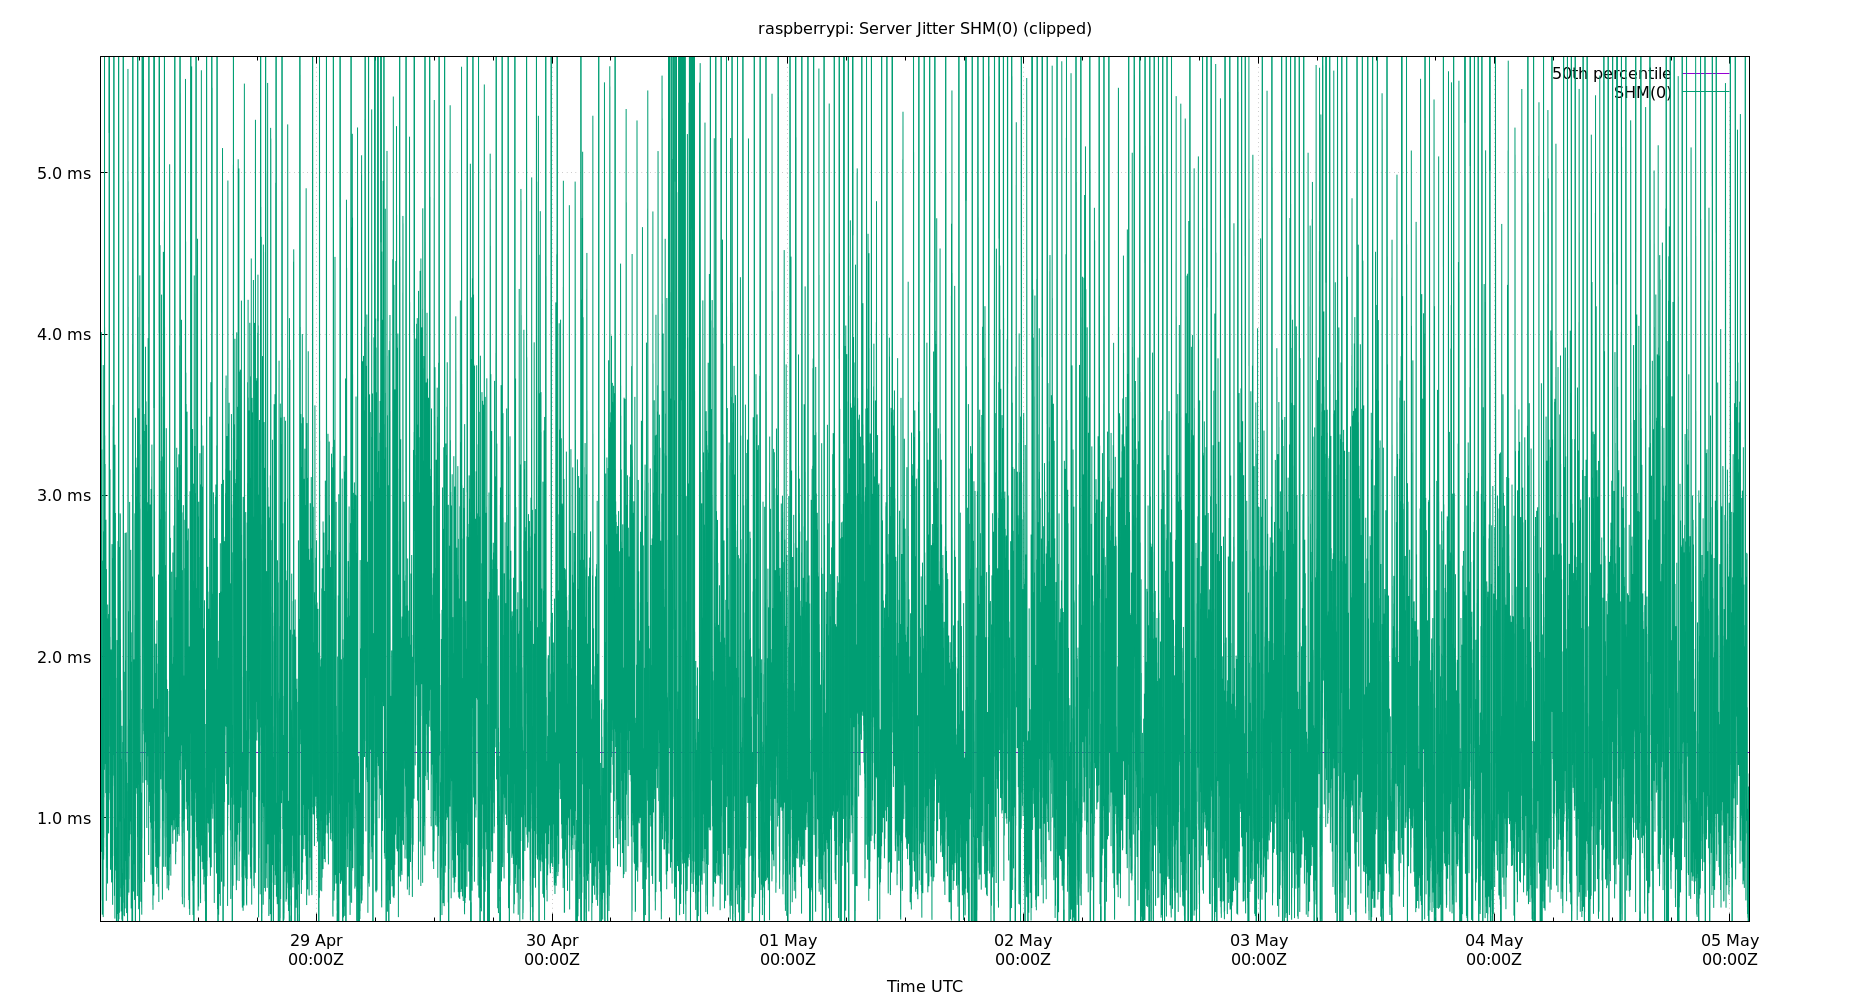 raspberrypi: Server Jitter SHM(0) (clipped)
50th percentile
SHM(0)
5.0 ms
4.0 ms
3.0 ms
2.0 ms
1.0 ms
29 Apr 30 Apr 01 May 02 May 03 May 04 May 05 May
00:00Z 00:00Z 00:00Z 00:00Z 00:00Z 00:00Z 00:00Z
Time UTC